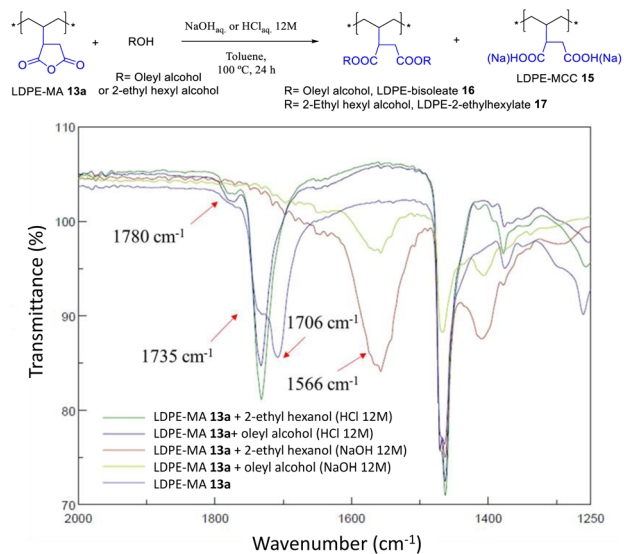 NaOHaq. or HClaq. 12M
Toluene,
100 ºC, 24 h
* [ ] *
+
ROH
* [ ] *
+
* [ ] *
O O O
ROOC COOR
(Na)HOOC COOH(Na)
LDPE-MA 13a
R= Oleyl alcohol
or 2-ethyl hexyl alcohol
R= Oleyl alcohol, LDPE-bisoleate 16
R= 2-Ethyl hexyl alcohol, LDPE-2-ethylhexylate 17
LDPE-MCC 15
110
100
90
80
70
Transmittance (%)
1780 cm-1
1735 cm-1
1706 cm-1
1566 cm-1
LDPE-MA 13a + 2-ethyl hexanol (HCl 12M)
LDPE-MA 13a+ oleyl alcohol (HCl 12M)
LDPE-MA 13a + 2-ethyl hexanol (NaOH 12M)
LDPE-MA 13a + oleyl alcohol (NaOH 12M)
LDPE-MA 13a
2000 1800 1600 1400 1250
Wavenumber (cm-1)